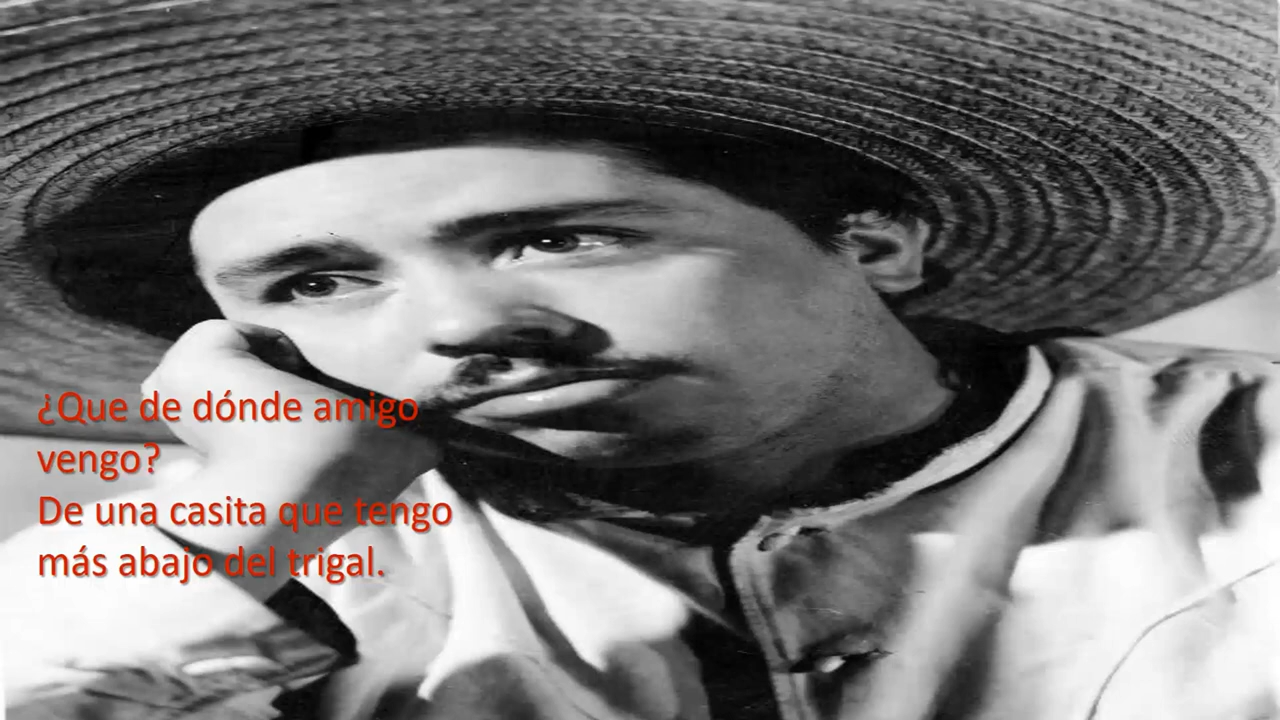 ¿Que de dónde amigo
vengo?
De una casita que tengo
más abajo del trigal.